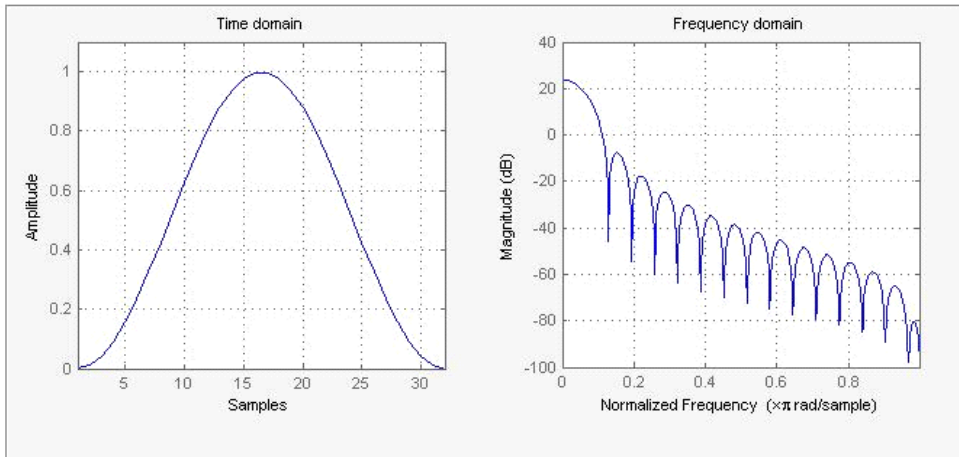 Time domain
1
0.8
0.6
0.4
0.2
0
5 10 15 20 25 30
Amplitude
Samples
Frequency domain
40
20
0
-20
-40
-60
-80
-100
0 0.2 0.4 0.6 0.8
Magnitude (dB)
Normalized Frequency (×π rad/sample)